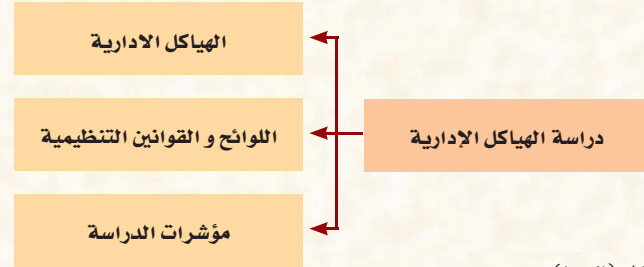 الهياكل الادارية
دراسة الهياكل الإدارية
اللوائح و القوانين التنظيمية
مؤشرات الدراسة